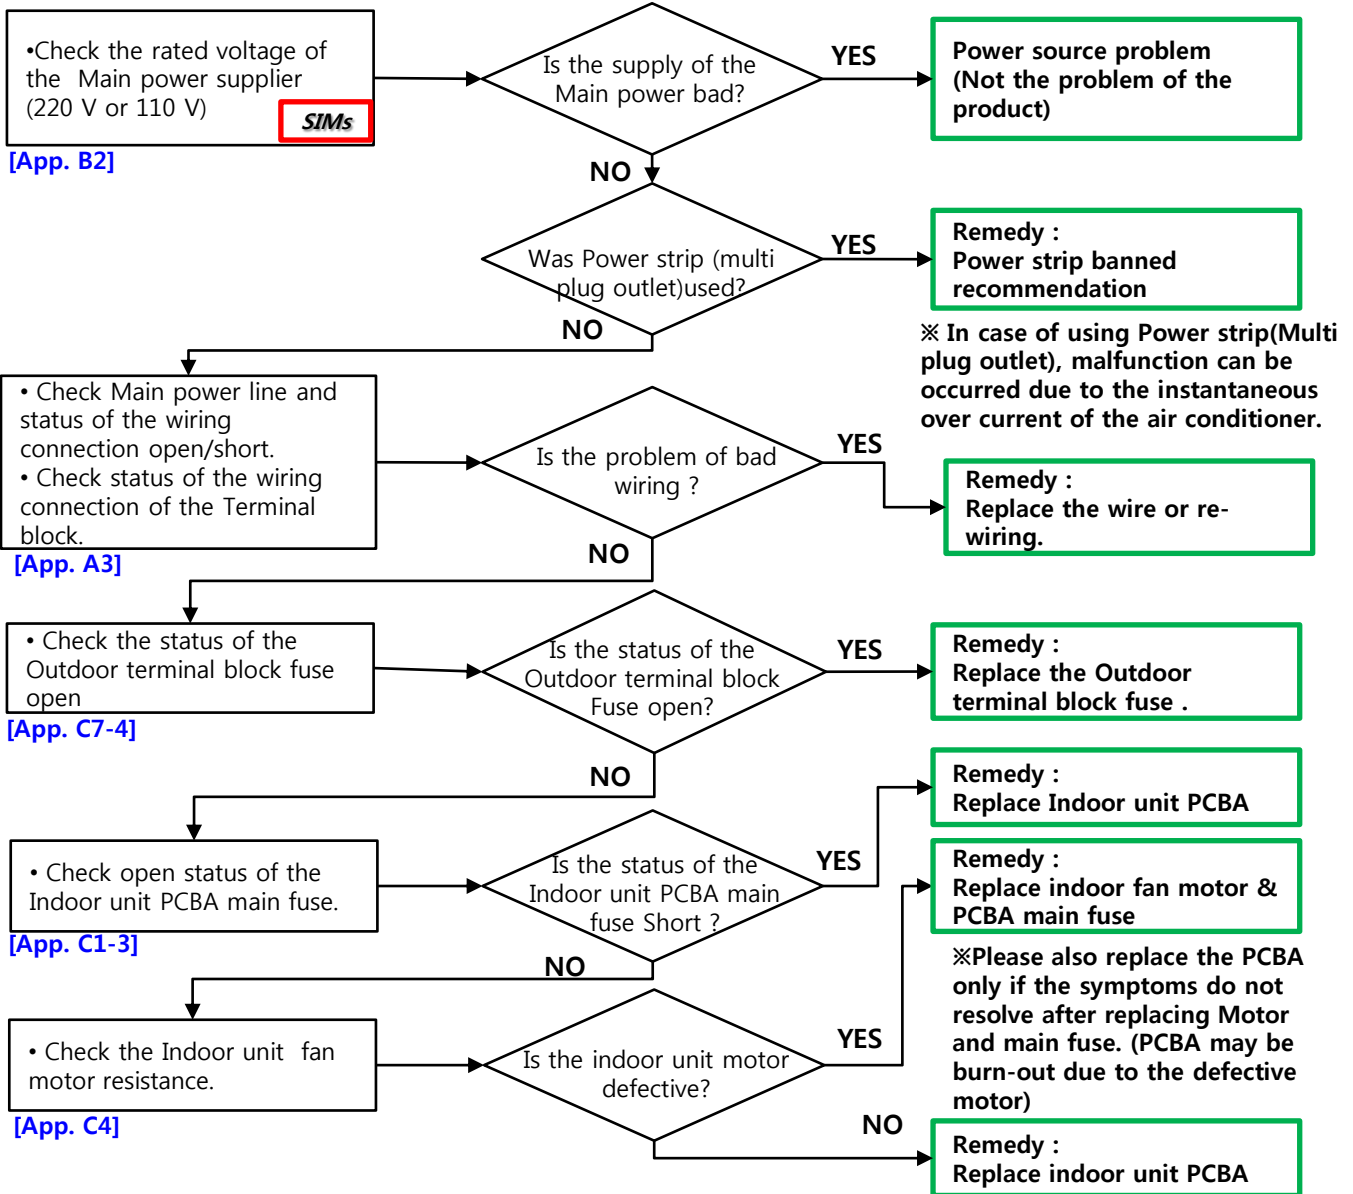 •Check the rated voltage of
the Main power supplier
(220 V or 110 V)
SIMs
[App. B2]
Is the supply of the
Main power bad?
YES
Power source problem
(Not the problem of the
product)
NO
Was Power strip (multi
plug outlet)used?
YES
Remedy :
Power strip banned
recommendation
※ In case of using Power strip(Multi
plug outlet), malfunction can be
occurred due to the instantaneous
over current of the air conditioner.
NO
• Check Main power line and
status of the wiring
connection open/short.
• Check status of the wiring
connection of the Terminal
block.
[App. A3]
Is the problem of bad
wiring ?
YES
Remedy :
Replace the wire or re-
wiring.
NO
• Check the status of the
Outdoor terminal block fuse
open
[App. C7-4]
Is the status of the
Outdoor terminal block
Fuse open?
YES
Remedy :
Replace the Outdoor
terminal block fuse .
NO
• Check open status of the
Indoor unit PCBA main fuse.
[App. C1-3]
Is the status of the
Indoor unit PCBA main
fuse Short ?
YES
Remedy :
Replace Indoor unit PCBA
NO
• Check the Indoor unit fan
motor resistance.
[App. C4]
Is the indoor unit motor
defective?
YES
Remedy :
Replace indoor fan motor &
PCBA main fuse
※Please also replace the PCBA
only if the symptoms do not
resolve after replacing Motor
and main fuse. (PCBA may be
burn-out due to the defective
motor)
NO
Remedy :
Replace indoor unit PCBA